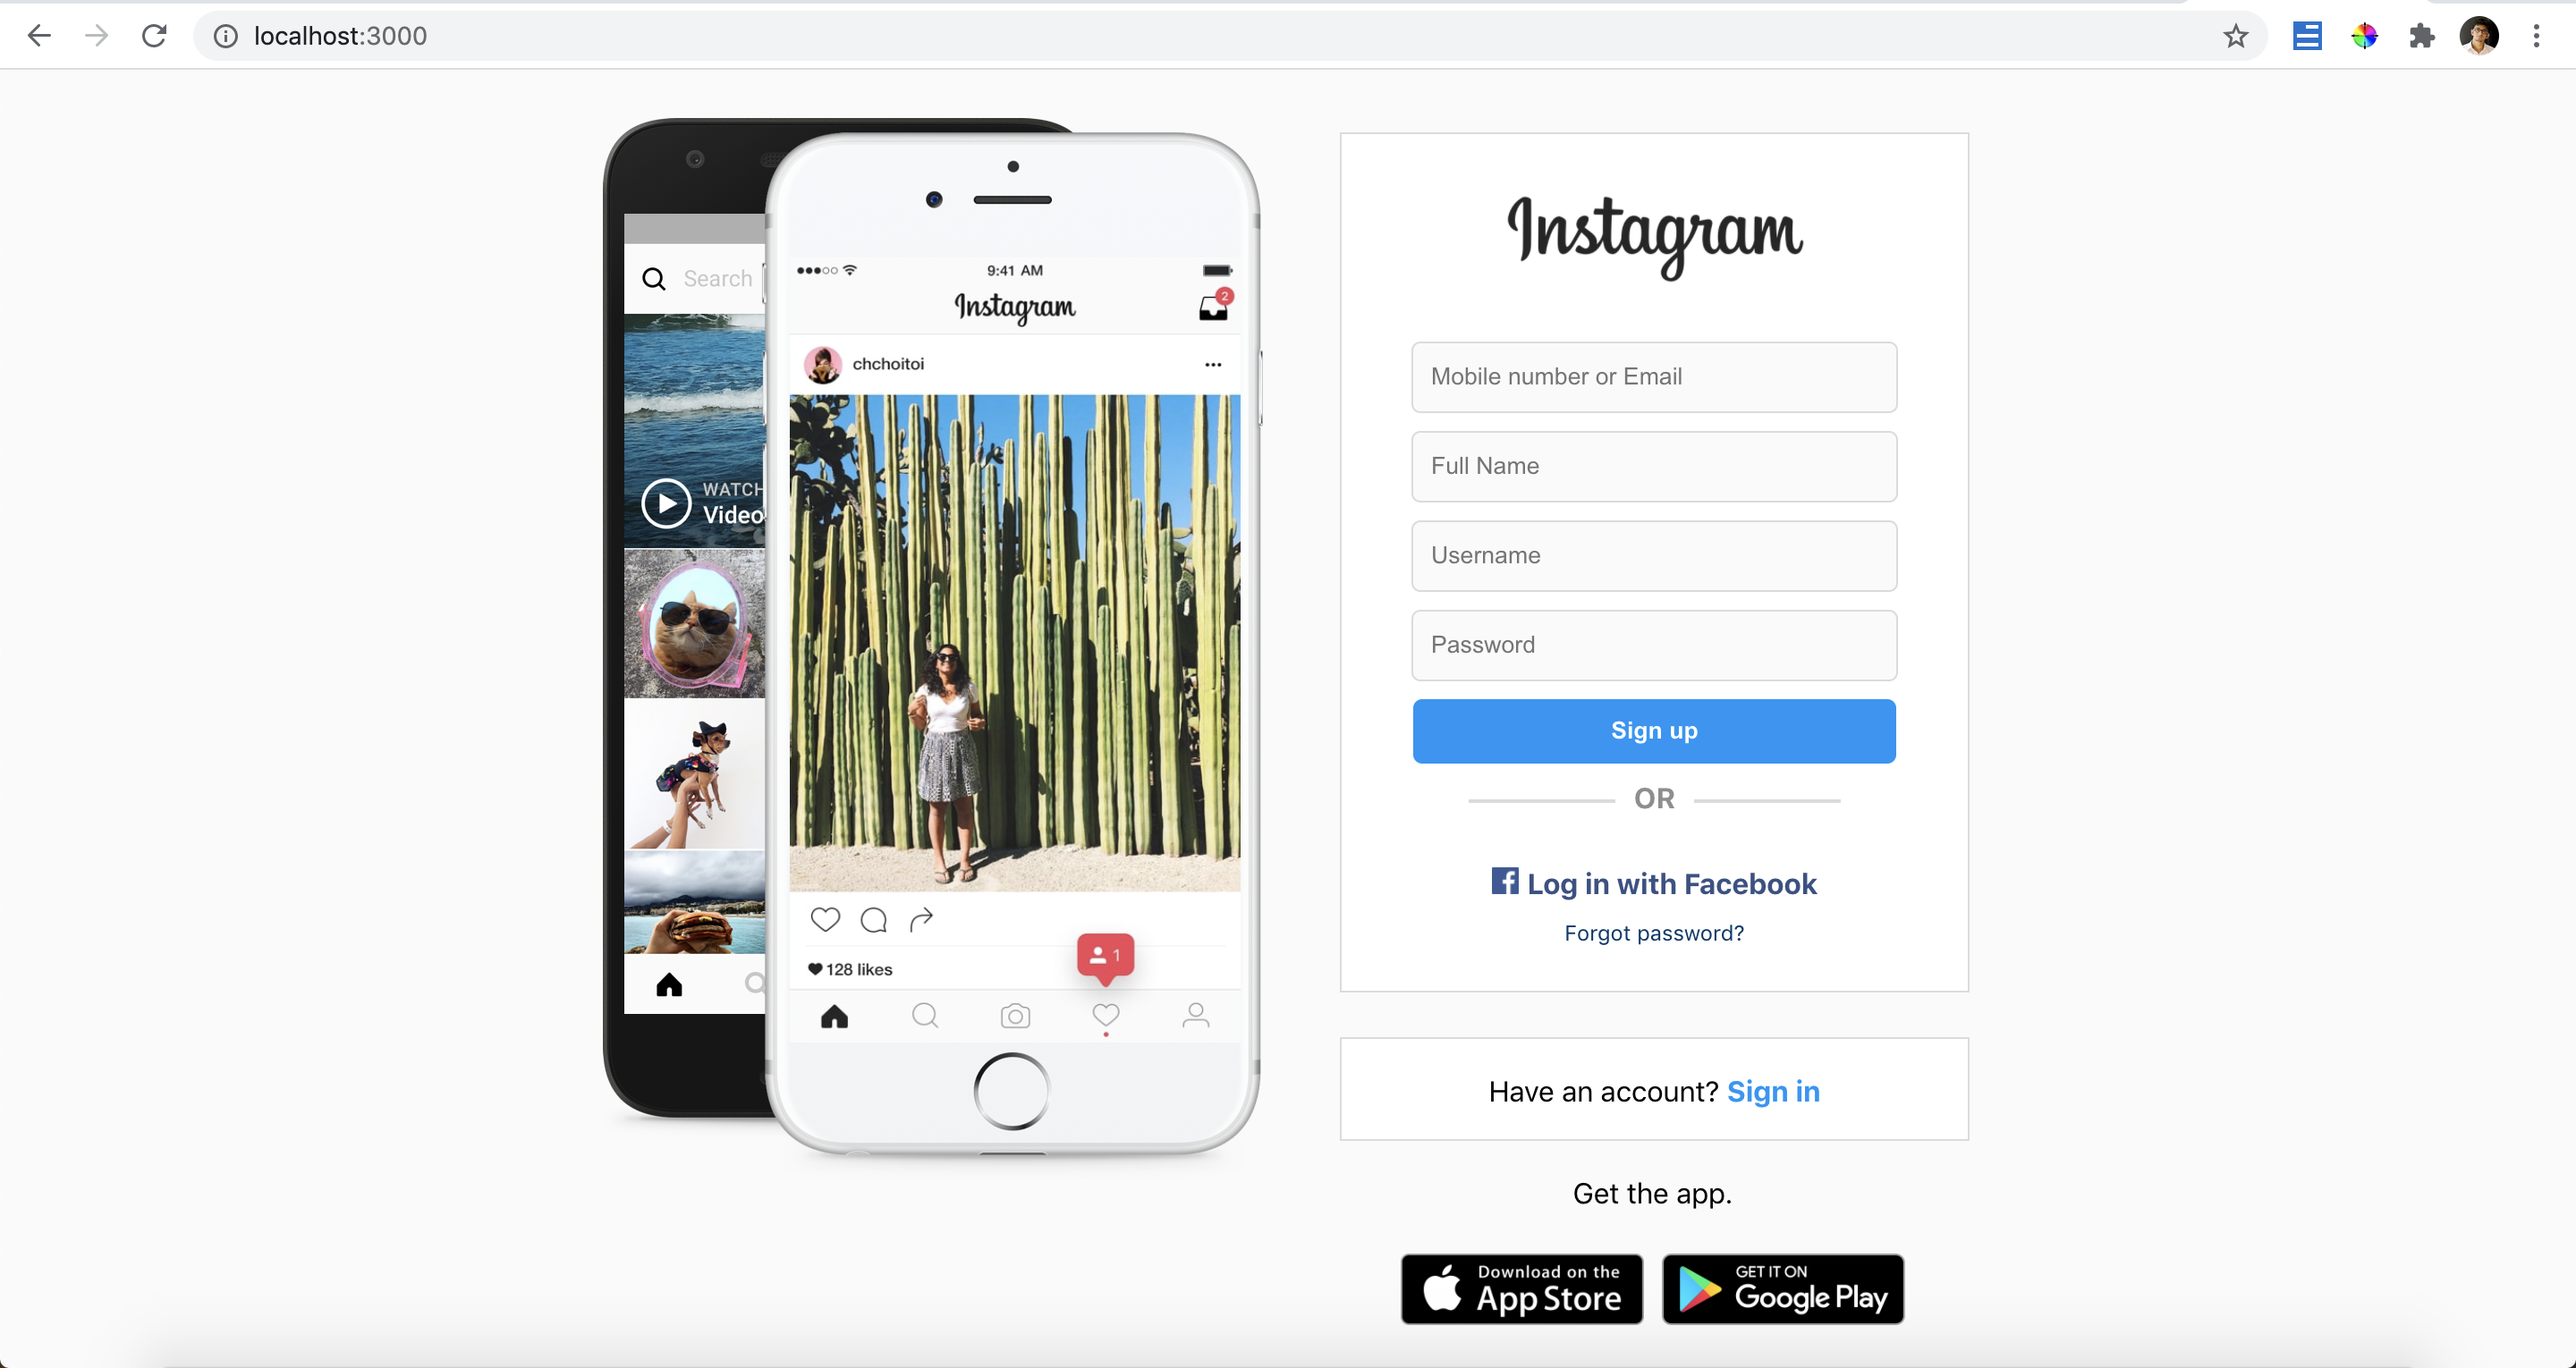 localhost:3000
Search
WATCH
Video
9:41 AM
Instagram
2
chchoitoi
128 likes
1
Instagram
Mobile number or Email
Full Name
Username
Password
Sign up
OR
Log in with Facebook
Forgot password?
Have an account? Sign in
Get the app.
Download on the
App Store
GET IT ON
Google Play